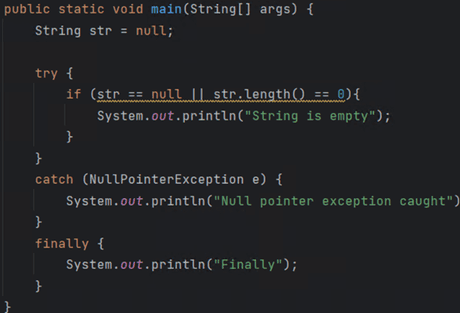 public static void main(String[] args) {
String str = null;
try {
if (str == null || str.length() == 0){
System.out.println("String is empty");
}
}
catch (NullPointerException e) {
System.out.println("Null pointer exception caught")
}
finally {
System.out.println("Finally");
}
}